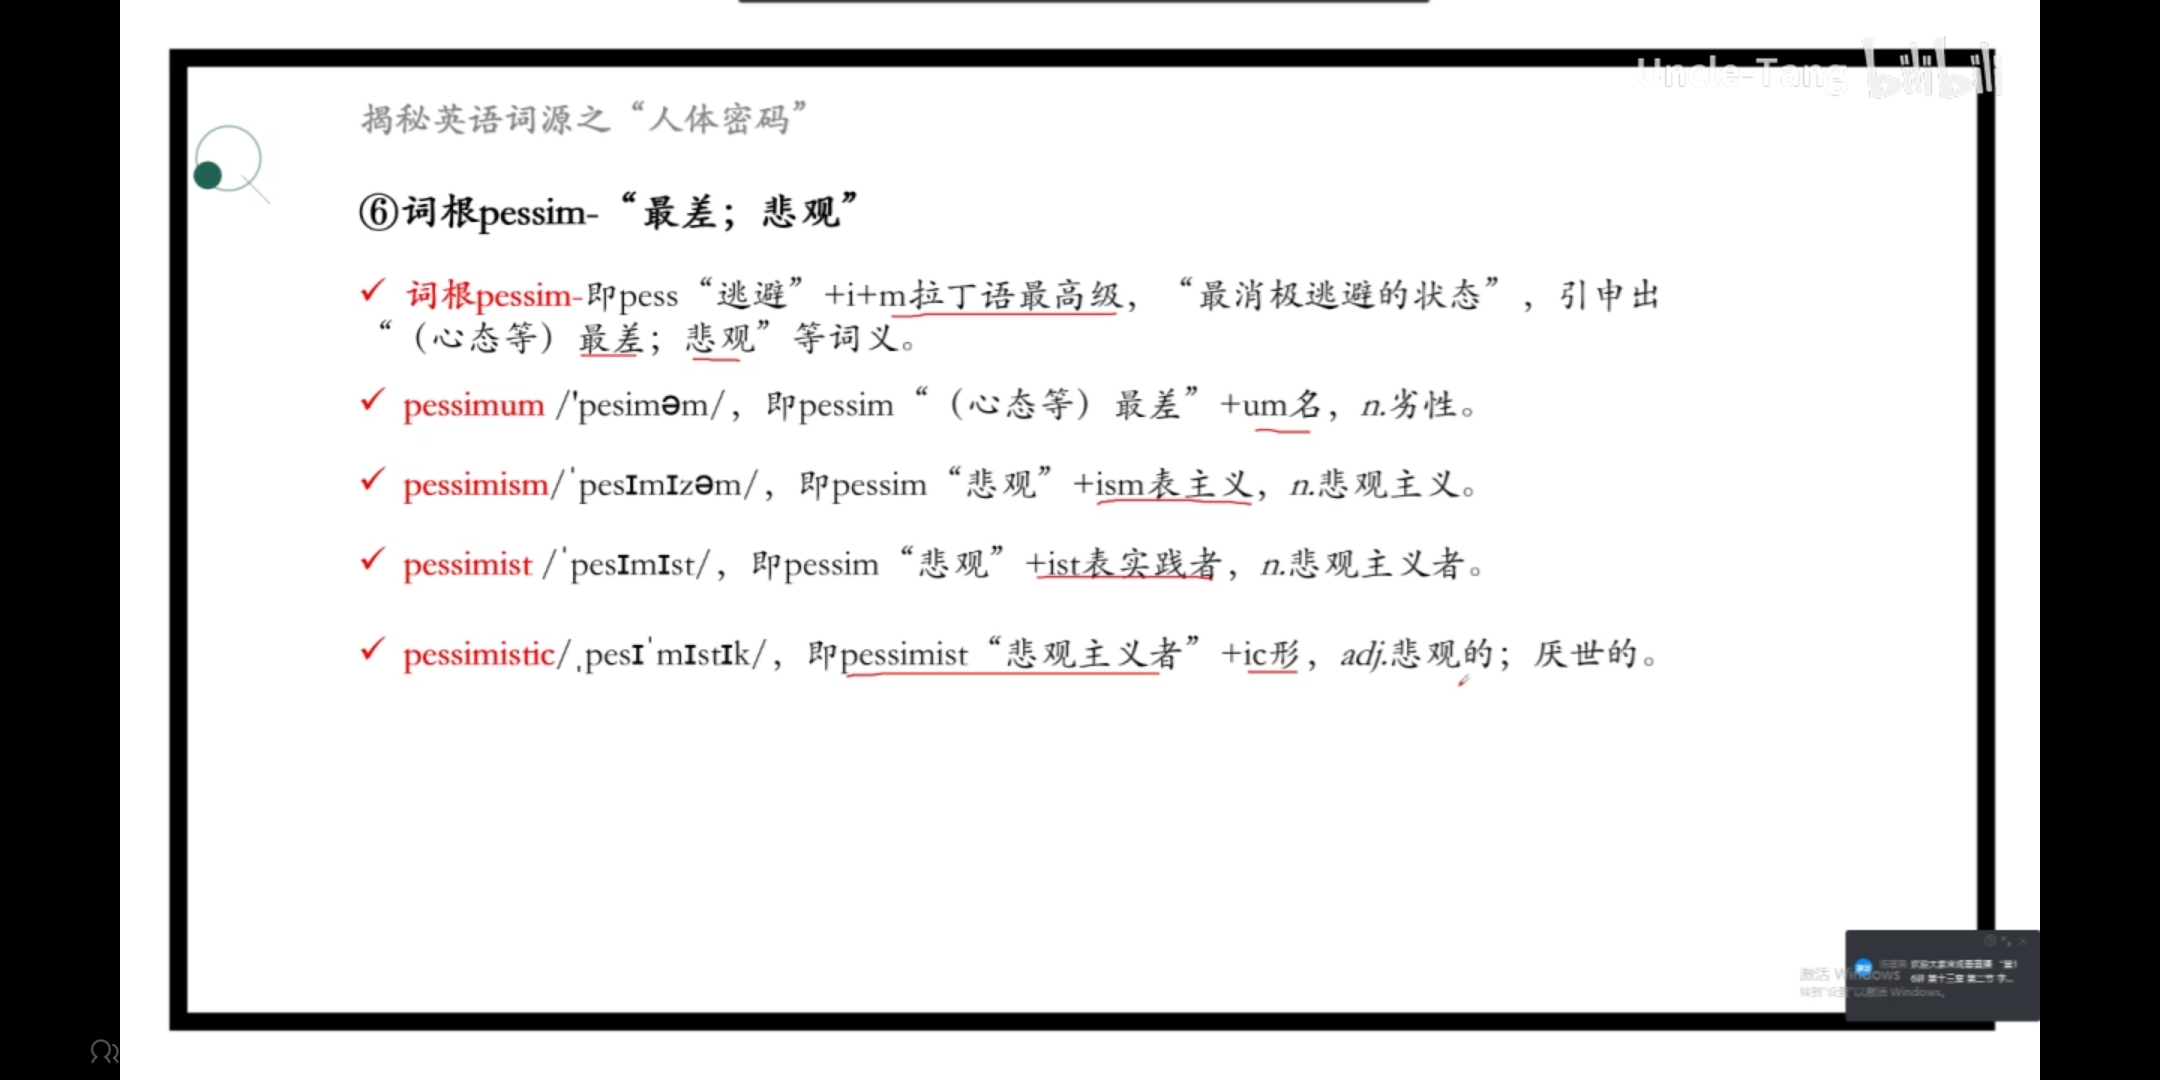 Uncle-Tang bilibili
揭秘英语词源之“人体密码”
⑥词根pessim-“最差；悲观”
✓ 词根pessim-即pess“逃避”+i+m拉丁语最高级，“最消极逃避的状态”，引申出
“（心态等）最差；悲观”等词义。
✓ pessimum /'pesiməm/，即pessim“（心态等）最差”+um名，n.劣性。
✓ pessimism/ˈpesɪmɪzəm/，即pessim“悲观”+ism表主义，n.悲观主义。
✓ pessimist /ˈpesɪmɪst/，即pessim“悲观”+ist表实践者，n.悲观主义者。
✓ pessimistic/ˌpesɪˈmɪstɪk/，即pessimist“悲观主义者”+ic形，adj.悲观的；厌世的。
激活 Windows
转到“设置”以激活 Windows。